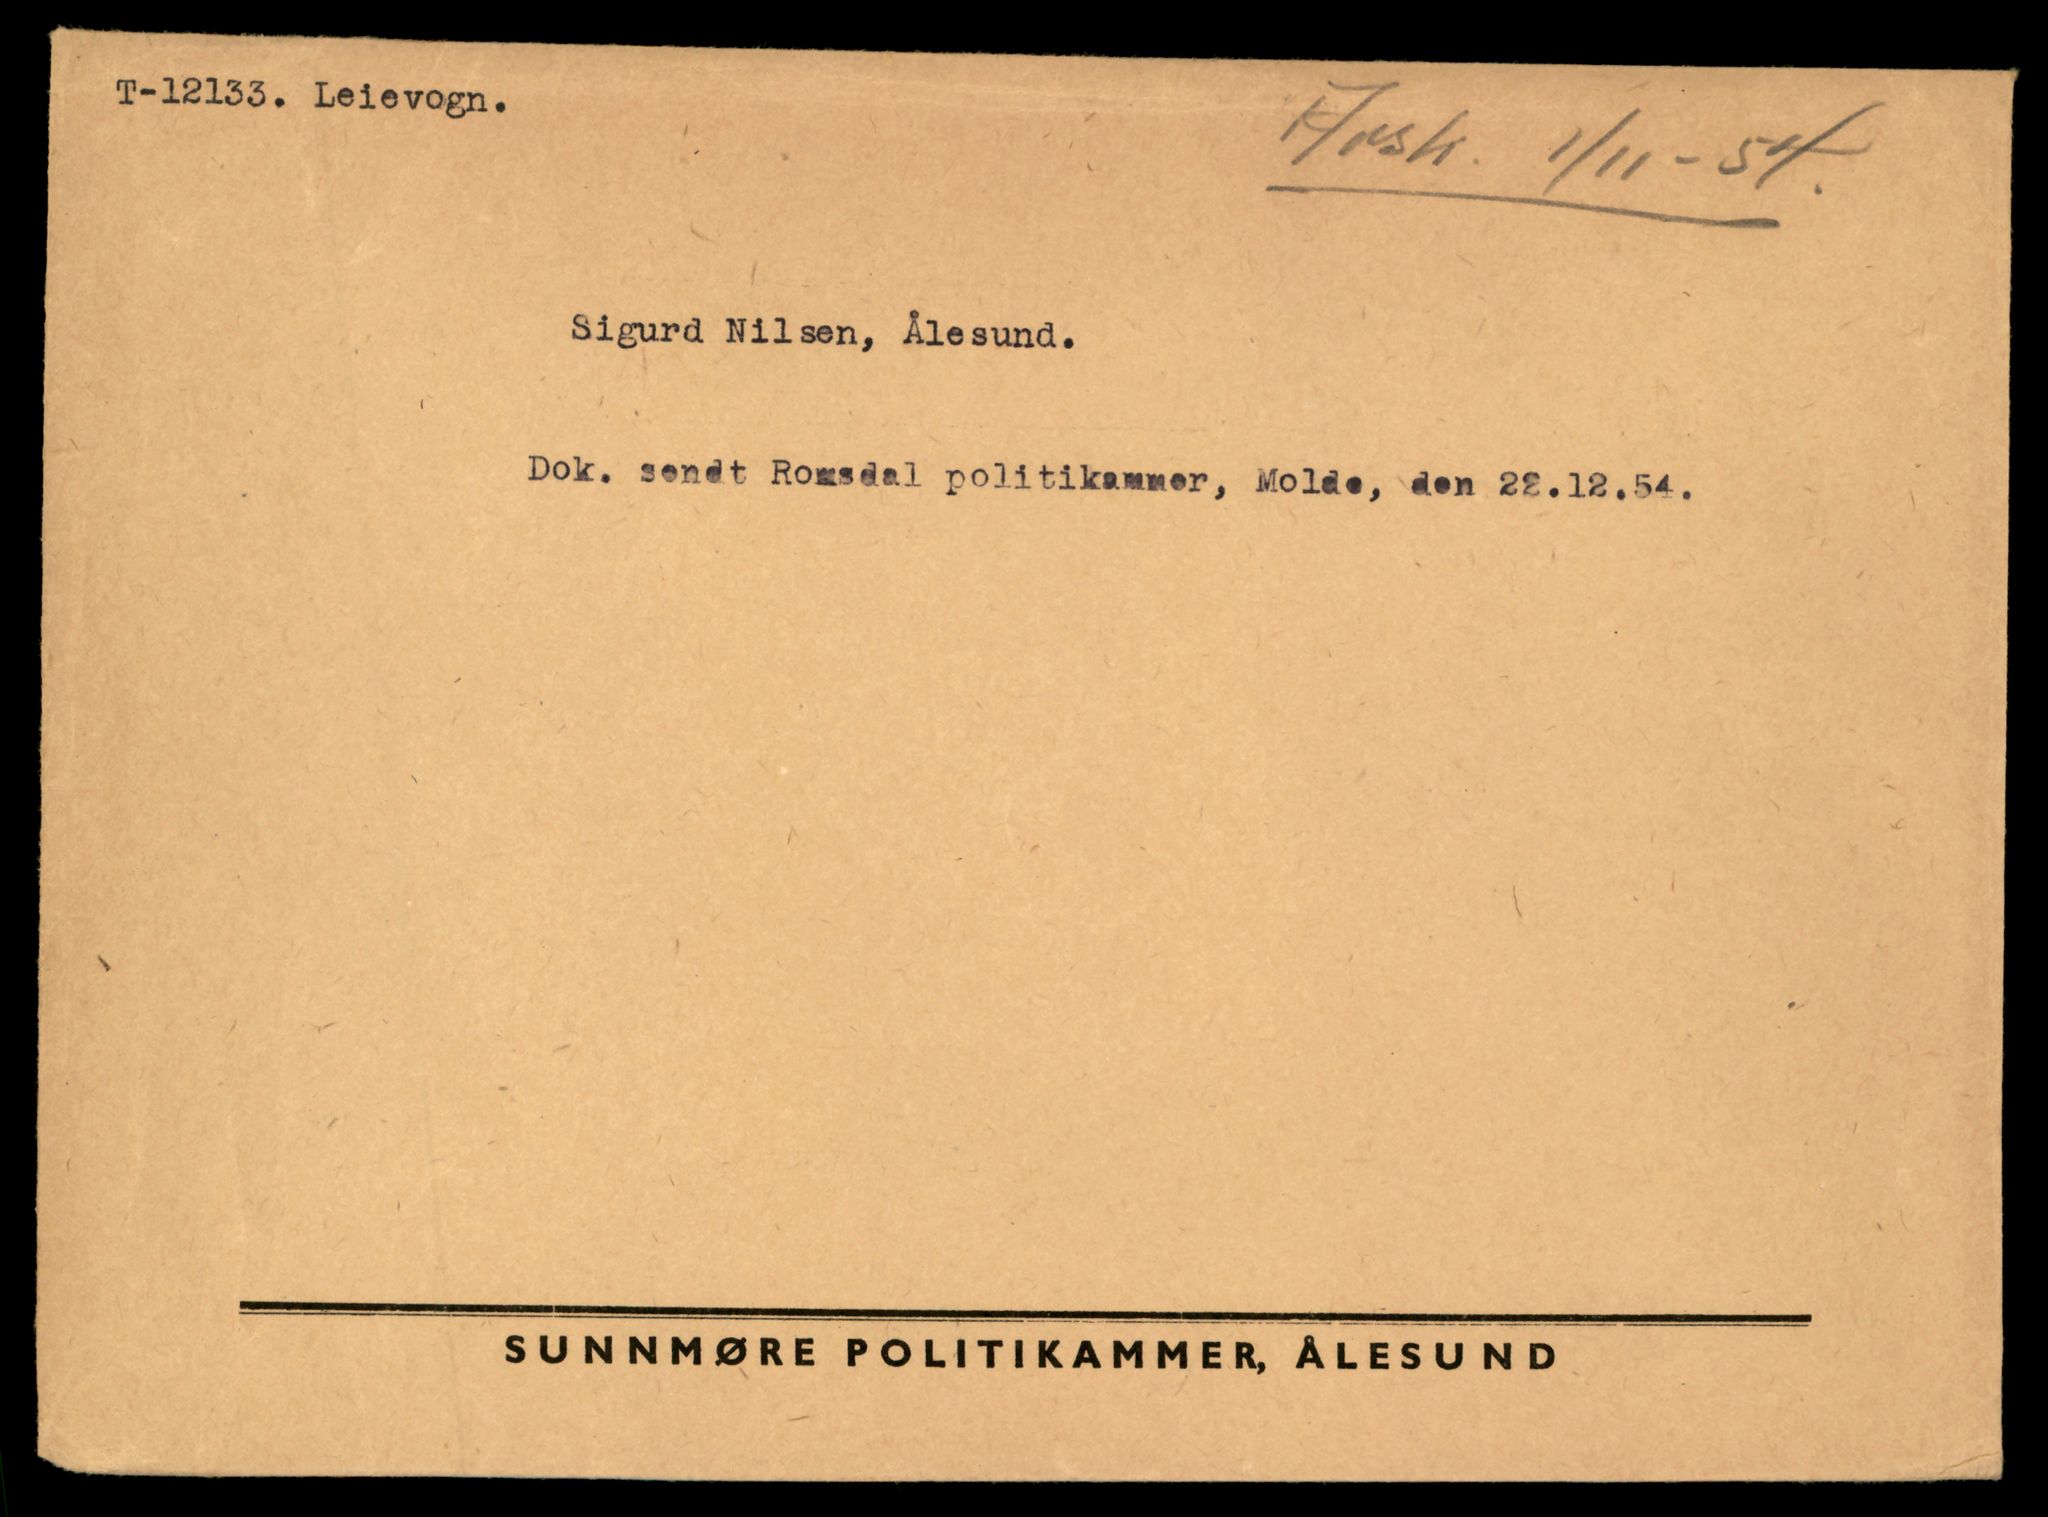 T-12133. Leievogn.
1/11-54.
Sigurd Nilsen, Ålesund.
Dok. sendt Romsdal politikammer, Molde, den 22.12.54.
SUNNMØRE POLITIKAMMER, ÅLESUND